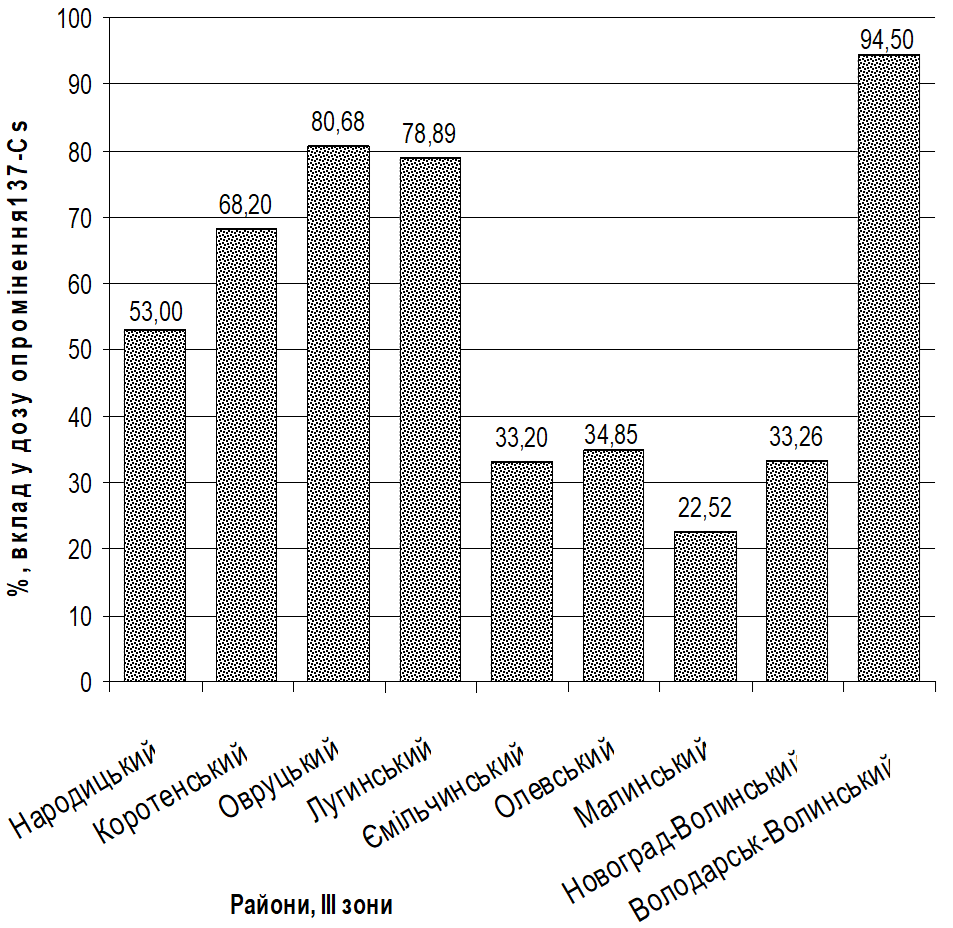 %, вклад у дозу опромінення137-Cs
100
90
80
70
60
50
40
30
20
10
0
53,00
68,20
80,68
78,89
33,20
34,85
22,52
33,26
94,50
Народицький
Коротенський
Овруцький
Лугинський
Ємільчинський
Олевський
Малинський
Новоград-Волинський
Володарськ-Волинський
Райони, III зони